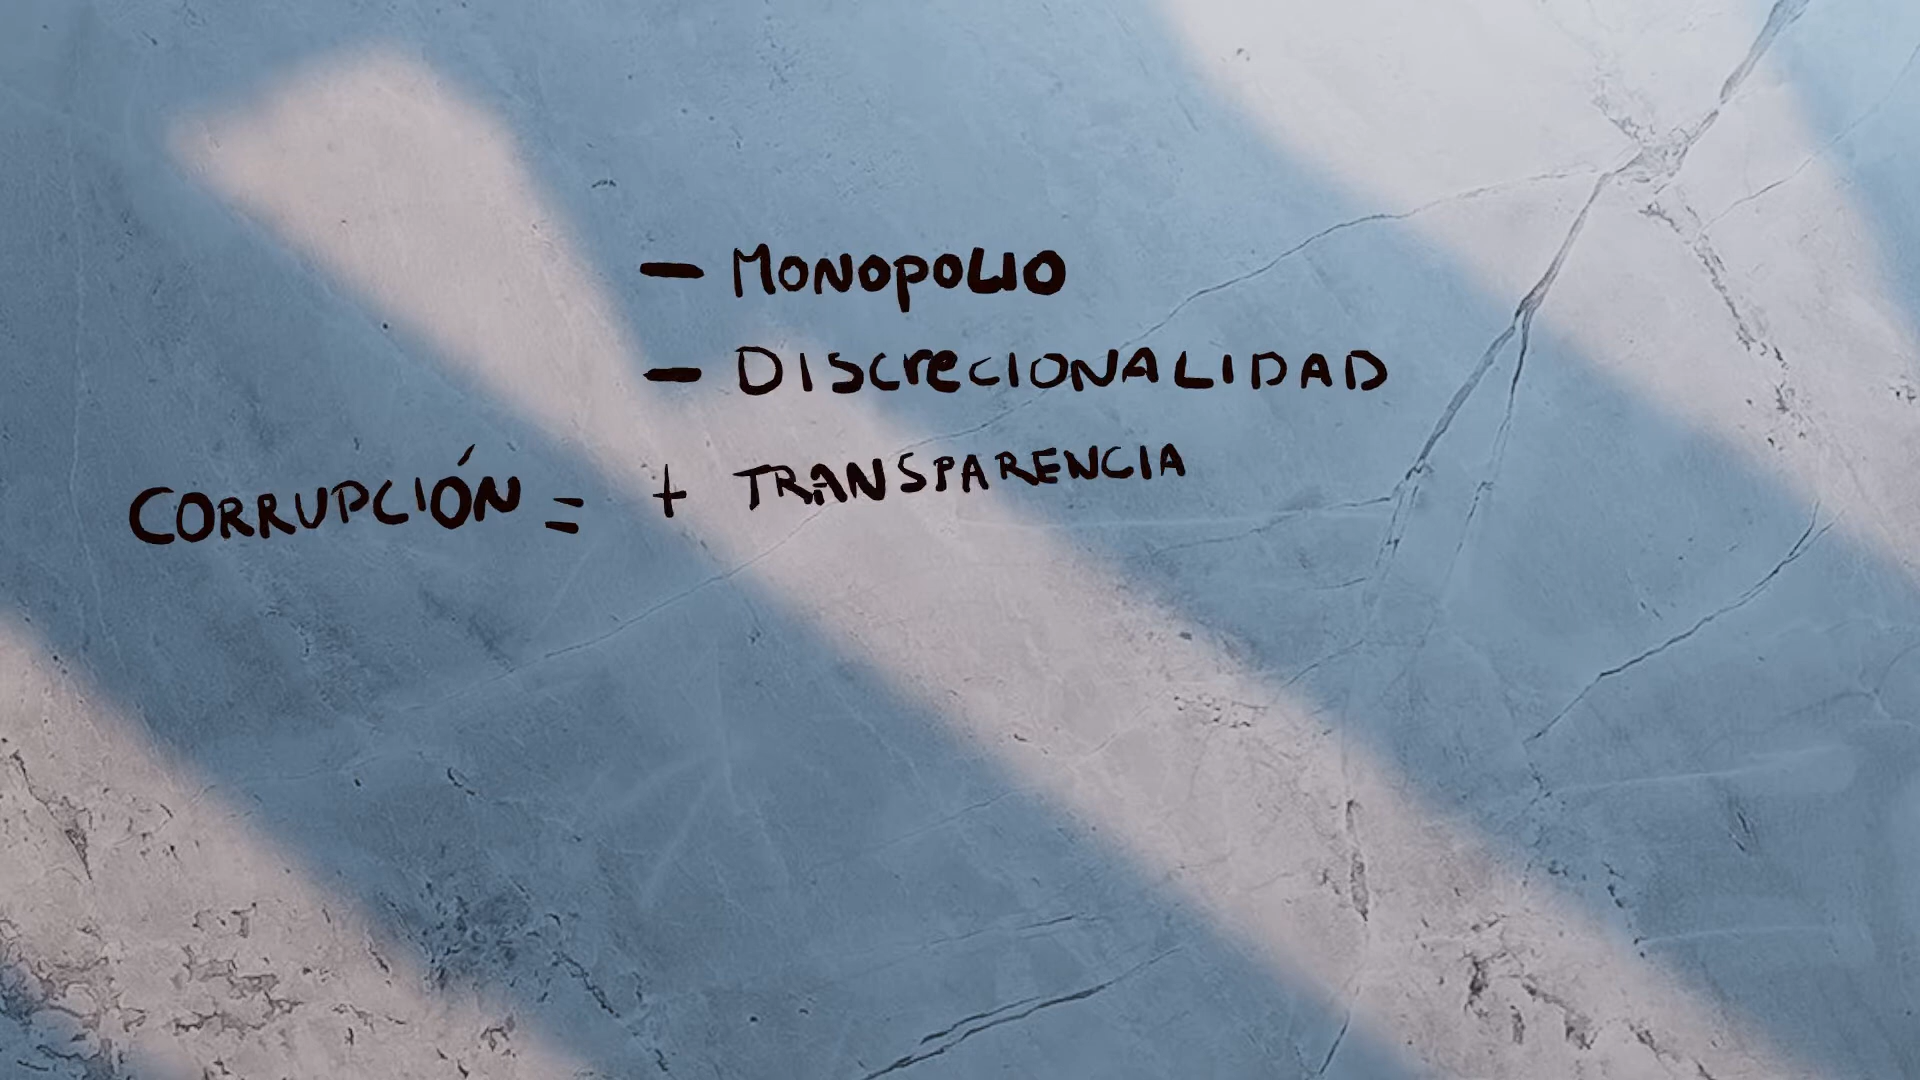 - MONOPOLIO
- DISCRECIONALIDAD
CORRUPCIÓN = + TRANSPARENCIA